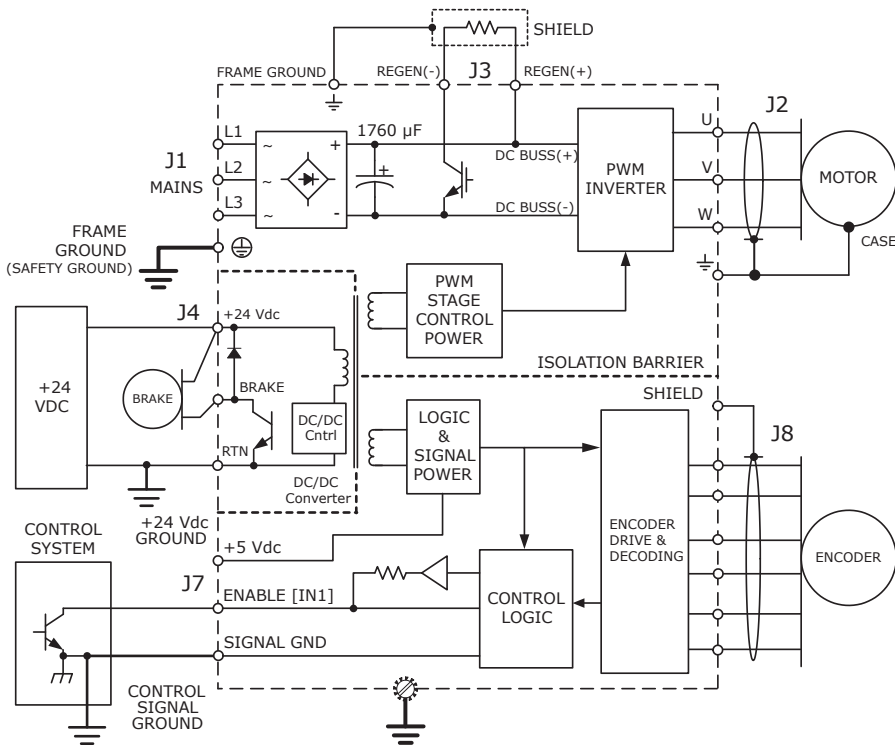 SHIELD
FRAME GROUND
REGEN(-)
J3
REGEN(+)
J1
MAINS
L1
L2
L3
~
~
~
+
-
1760 µF
+
DC BUSS(+)
DC BUSS(-)
PWM
INVERTER
U
V
W
J2
MOTOR
CASE
FRAME
GROUND
(SAFETY GROUND)
PWM
STAGE
CONTROL
POWER
ISOLATION BARRIER
J4
+24 Vdc
+24
VDC
BRAKE
BRAKE
RTN
DC/DC
Cntrl
DC/DC
Converter
LOGIC
&
SIGNAL
POWER
SHIELD
J8
ENCODER
DRIVE &
DECODING
ENCODER
+24 Vdc
GROUND
+5 Vdc
CONTROL
SYSTEM
J7
ENABLE [IN1]
SIGNAL GND
CONTROL
LOGIC
CONTROL
SIGNAL
GROUND